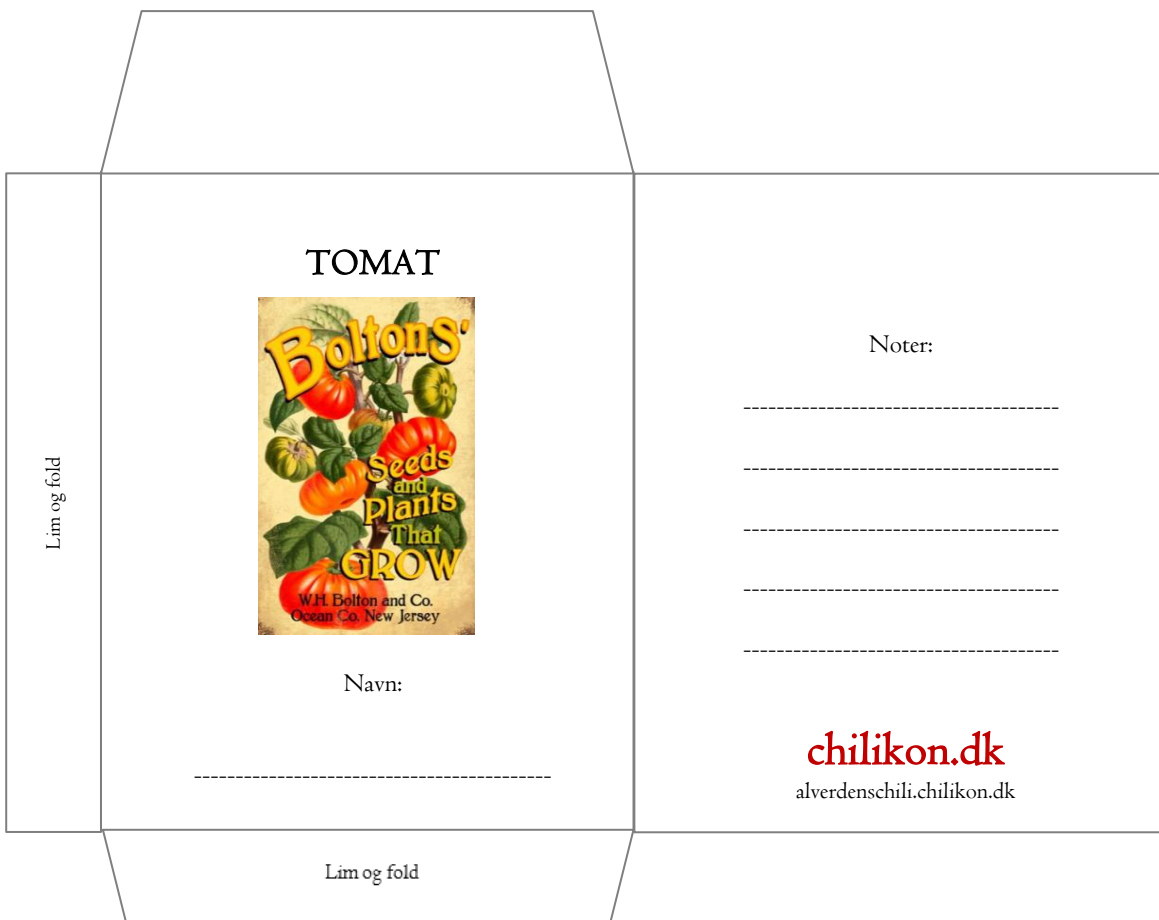 TOMAT
Boltons'
Seeds
and
Plants
That
GROW
W.H. Bolton and Co.
Ocean Co. New Jersey
Navn:
-------------------------------------------
Lim og fold
Lim og fold
Noter:
--------------------------------------
--------------------------------------
--------------------------------------
--------------------------------------
--------------------------------------
chilikon.dk
alverdenschili.chilikon.dk